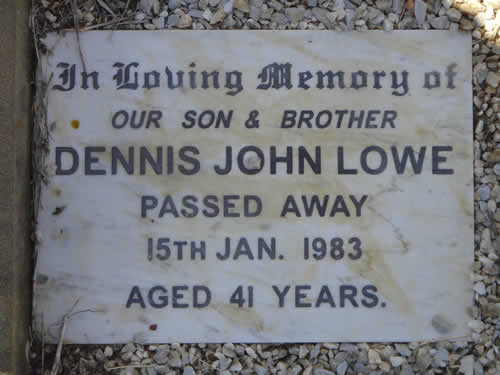 In Loving Memory of
OUR SON & BROTHER
DENNIS JOHN LOWE
PASSED AWAY
15TH JAN. 1983
AGED 41 YEARS.